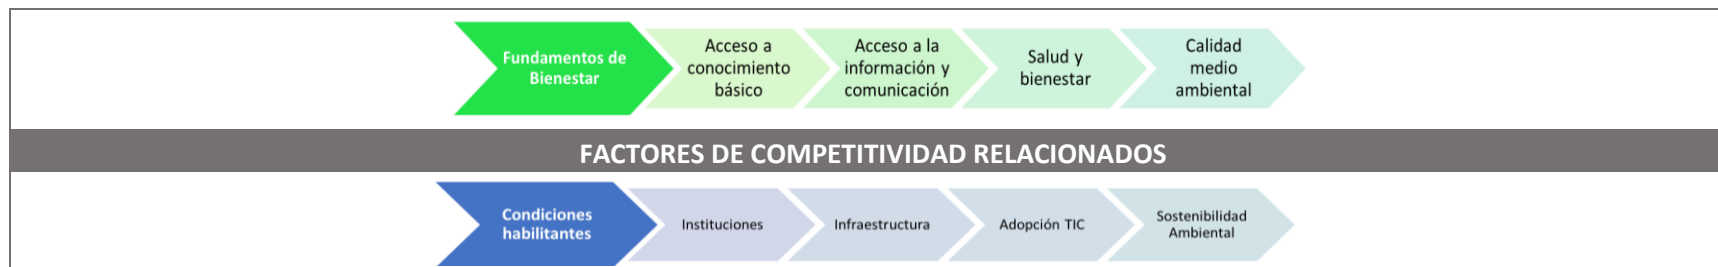 Fundamentos de
Bienestar
Acceso a
conocimiento
básico
Acceso a la
información y
comunicación
Salud y
bienestar
Calidad
medio
ambiental
FACTORES DE COMPETITIVIDAD RELACIONADOS
Condiciones
habilitantes
Instituciones
Infraestructura
Adopción TIC
Sostenibilidad
Ambiental